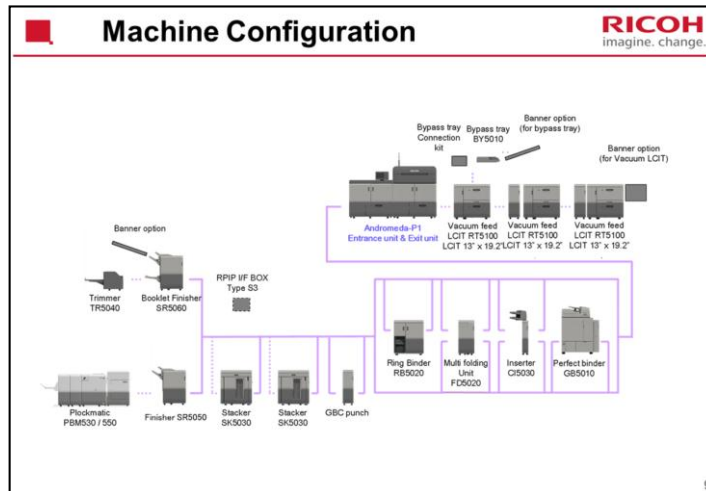 Machine Configuration
RICOH
imagine. change.
Bypass tray
Connection
kit
Bypass tray
BY5010
Banner option
(for bypass tray)
Banner option
(for Vacuum LCIT)
Andromeda-P1
Entrance unit & Exit unit
Vacuum feed
LCIT RT5100
LCIT 13" x 19.2"
Vacuum feed
LCIT RT5100
LCIT 13" x 19.2"
Vacuum feed
LCIT RT5100
LCIT 13" x 19.2"
Banner option
Trimmer
TR5040
Booklet Finisher
SR5060
RPIP I/F BOX
Type S3
Ring Binder
RB5020
Multi folding
Unit
FD5020
Inserter
CI5030
Perfect binder
GB5010
Plockmatic
PBM530 / 550
Finisher SR5050
Stacker
SK5030
Stacker
SK5030
GBC punch